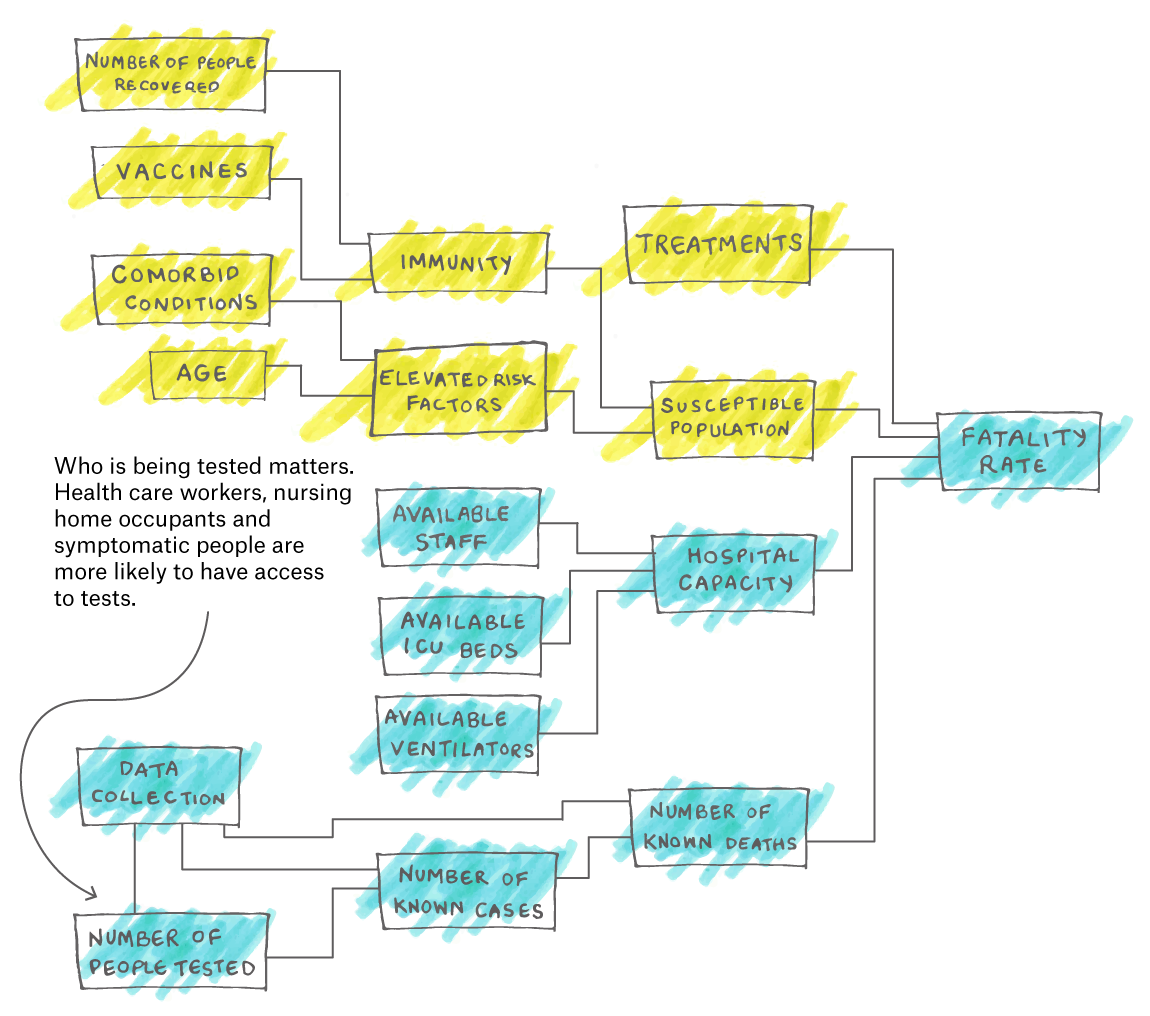 NUMBER OF PEOPLE
RECOVERED
VACCINES
COMORBID
CONDITIONS
AGE
IMMUNITY
ELEVATED RISK
FACTORS
TREATMENTS
SUSCEPTIBLE
POPULATION
FATALITY
RATE
Who is being tested matters.
Health care workers, nursing
home occupants and
symptomatic people are
more likely to have access
to tests.
AVAILABLE
STAFF
AVAILABLE
ICU BEDS
AVAILABLE
VENTILATORS
HOSPITAL
CAPACITY
DATA
COLLECTION
NUMBER OF
PEOPLE TESTED
NUMBER OF
KNOWN CASES
NUMBER OF
KNOWN DEATHS